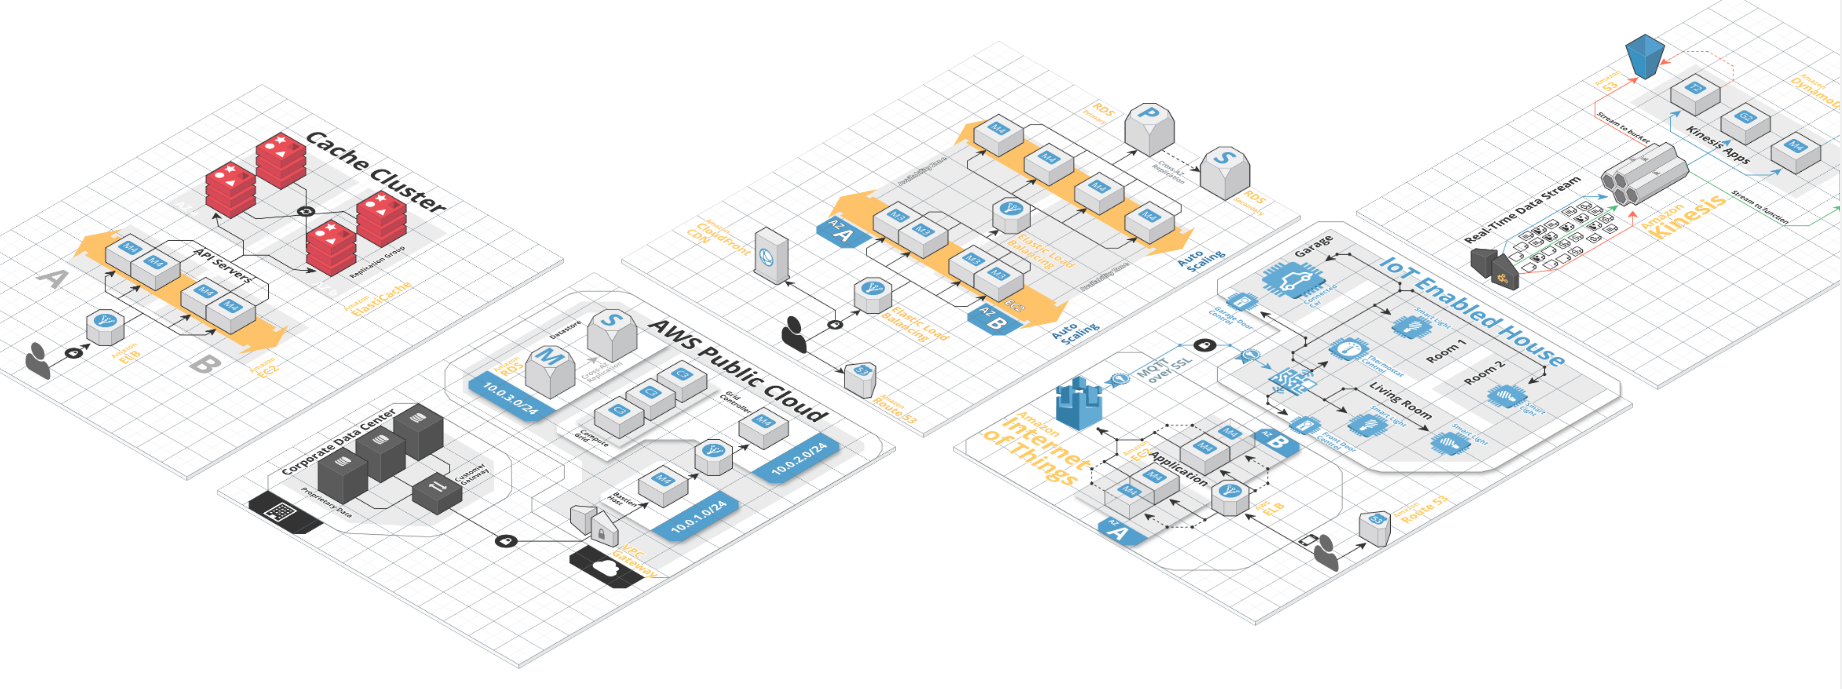 Cache Cluster
Replication Group
Amazon
ElastiCache
API Servers
M4
M4
M4
M4
A
B
Amazon
ELB
Amazon
EC2
AWS Public Cloud
Datastore
S
M
Amazon
RDS
Cross-AZ
Replication
10.0.3.0/24
C3
C3
C3
Compute
Grid
Grid
Controller
M4
10.0.2.0/24
Bastion
Host
M4
10.0.1.0/24
VPC
Gateway
Corporate Data Center
Proprietary Data
Customer
Gateway
RDS
Primary
P
S
Cross-AZ
Replication
RDS
Secondary
M4
M4
M4
M4
Auto
Scaling
Elastic Load
Balancing
AZ
A
M3
M3
M3
M3
EC2
AZ
B
Auto
Scaling
Amazon
Cloudfront
CDN
Elastic Load
Balancing
53
Amazon
Route 53
IoT Enabled House
Garage
Connected
Car
Garage Door
Control
Smart Light
Room 1
Thermostat
Control
Room 2
Smart
Light
Living Room
Smart Light
Smart Light
Front Door
Control
MQTT
over SSL
Amazon
Internet
of Things
Amazon
EC2
Application
M4
M4
M4
M4
AZ
B
AZ
A
ELB
53
Amazon
Route 53
Amazon
S3
Amazon
T2
G2
M4
Kinesis Apps
Stream to bucket
Real-Time Data Stream
Amazon
Kinesis
Stream to function